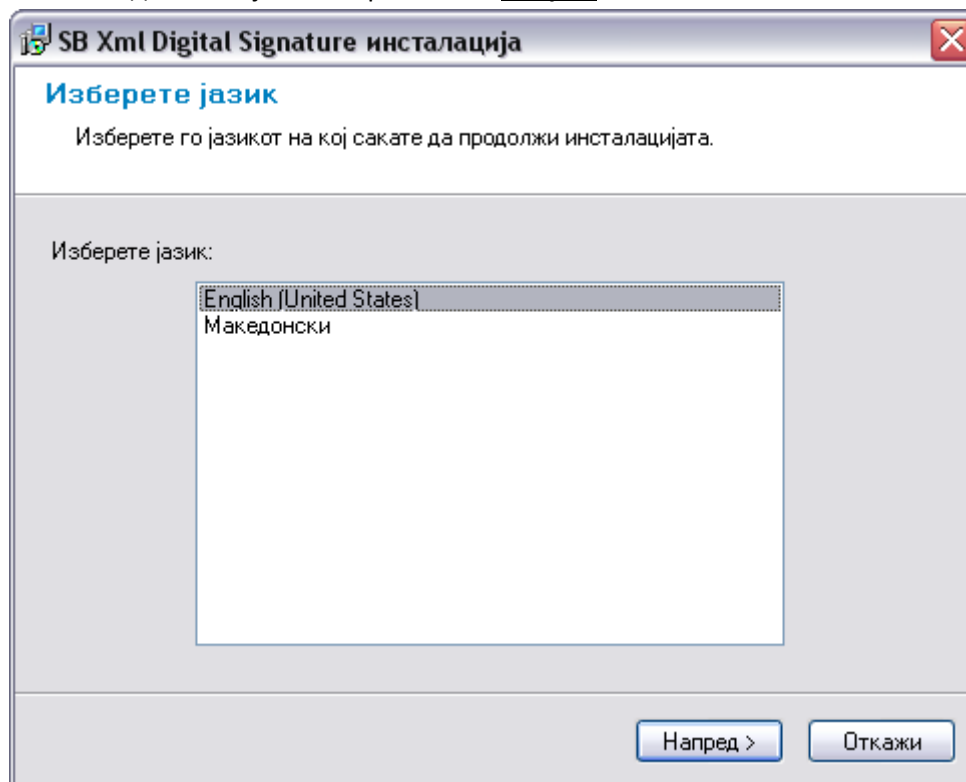 SB Xml Digital Signature инсталација
Изберете јазик
Изберете го јазикот на кој сакате да продолжи инсталацијата.
Изберете јазик:
English (United States)
Македонски
Напред >
Откажи